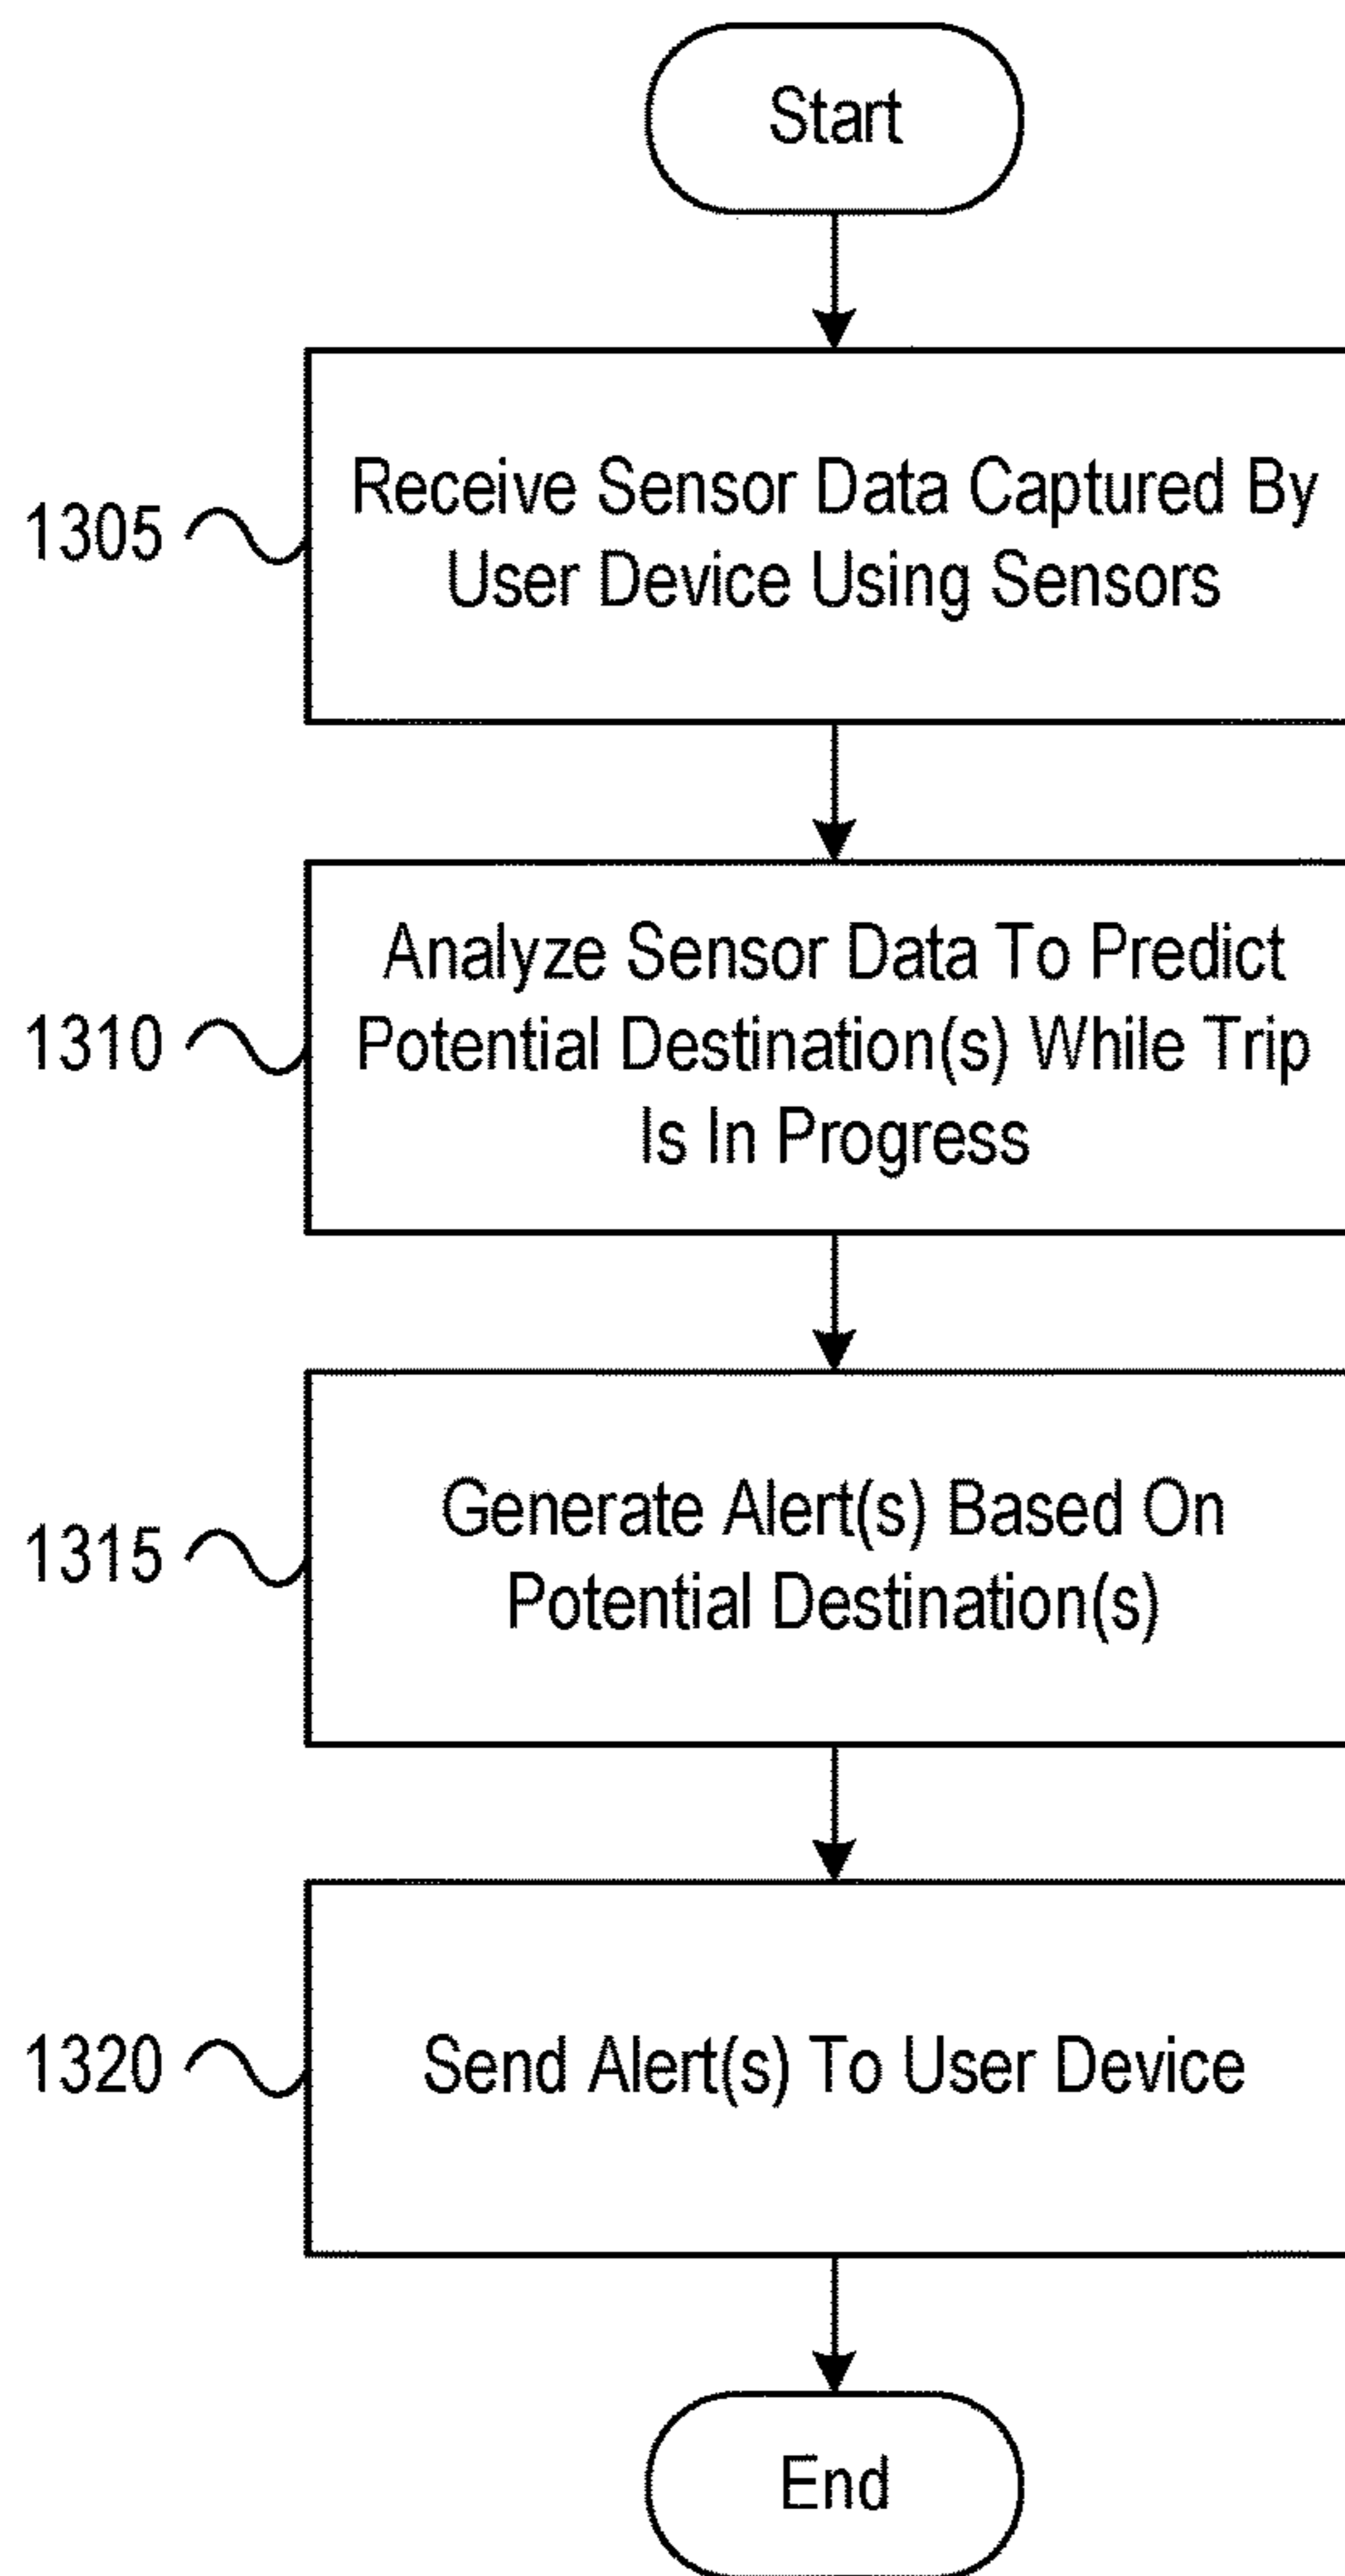 Start
1305
Receive Sensor Data Captured By
User Device Using Sensors
1310
Analyze Sensor Data To Predict
Potential Destination(s) While Trip
Is In Progress
1315
Generate Alert(s) Based On
Potential Destination(s)
1320
Send Alert(s) To User Device
End